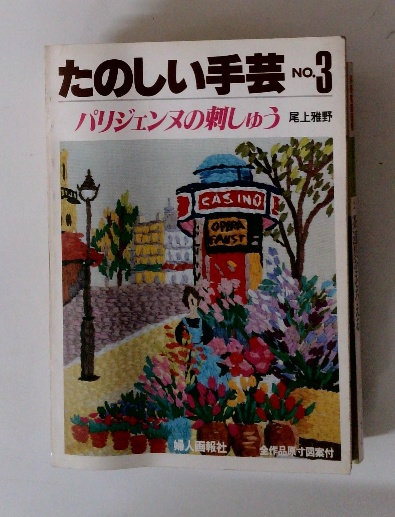 たのしい手芸 NO.3
パリジェンヌの刺しゅう 尾上雅野
CASINO
OPERA
FAUST
婦人画報社
全作品原寸図案付